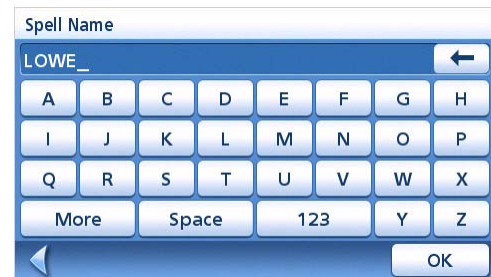 Spell Name
LOWE_
A B C D E F G H
I J K L M N O P
Q R S T U V W X
More Space 123 Y Z
OK